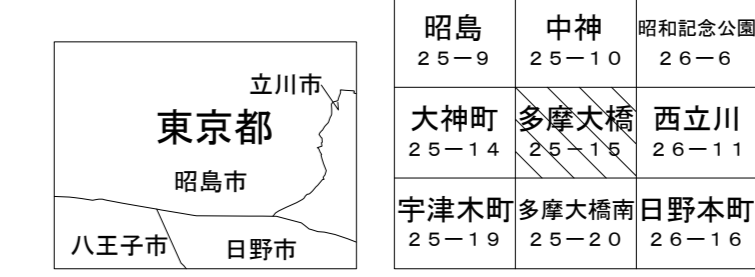 立川市
東京都
昭島市
八王子市
日野市
昭島
25-9
中神
25-10
昭和記念公園
26-6
大神町
25-14
多摩大橋
25-15
西立川
26-11
宇津木町
25-19
多摩大橋南
25-20
日野本町
26-16